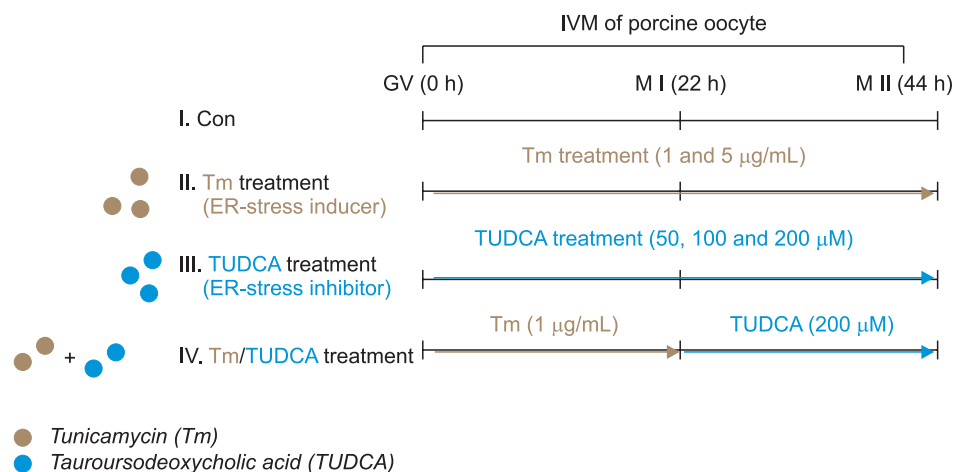 IVM of porcine oocyte
GV (0 h) M I (22 h) M II (44 h)
I. Con
Tm treatment (1 and 5 μg/mL)
II. Tm treatment
(ER-stress inducer)
TUDCA treatment (50, 100 and 200 μM)
III. TUDCA treatment
(ER-stress inhibitor)
Tm (1 μg/mL) TUDCA (200 μM)
+ IV. Tm/TUDCA treatment
Tunicamycin (Tm)
Tauroursodeoxycholic acid (TUDCA)